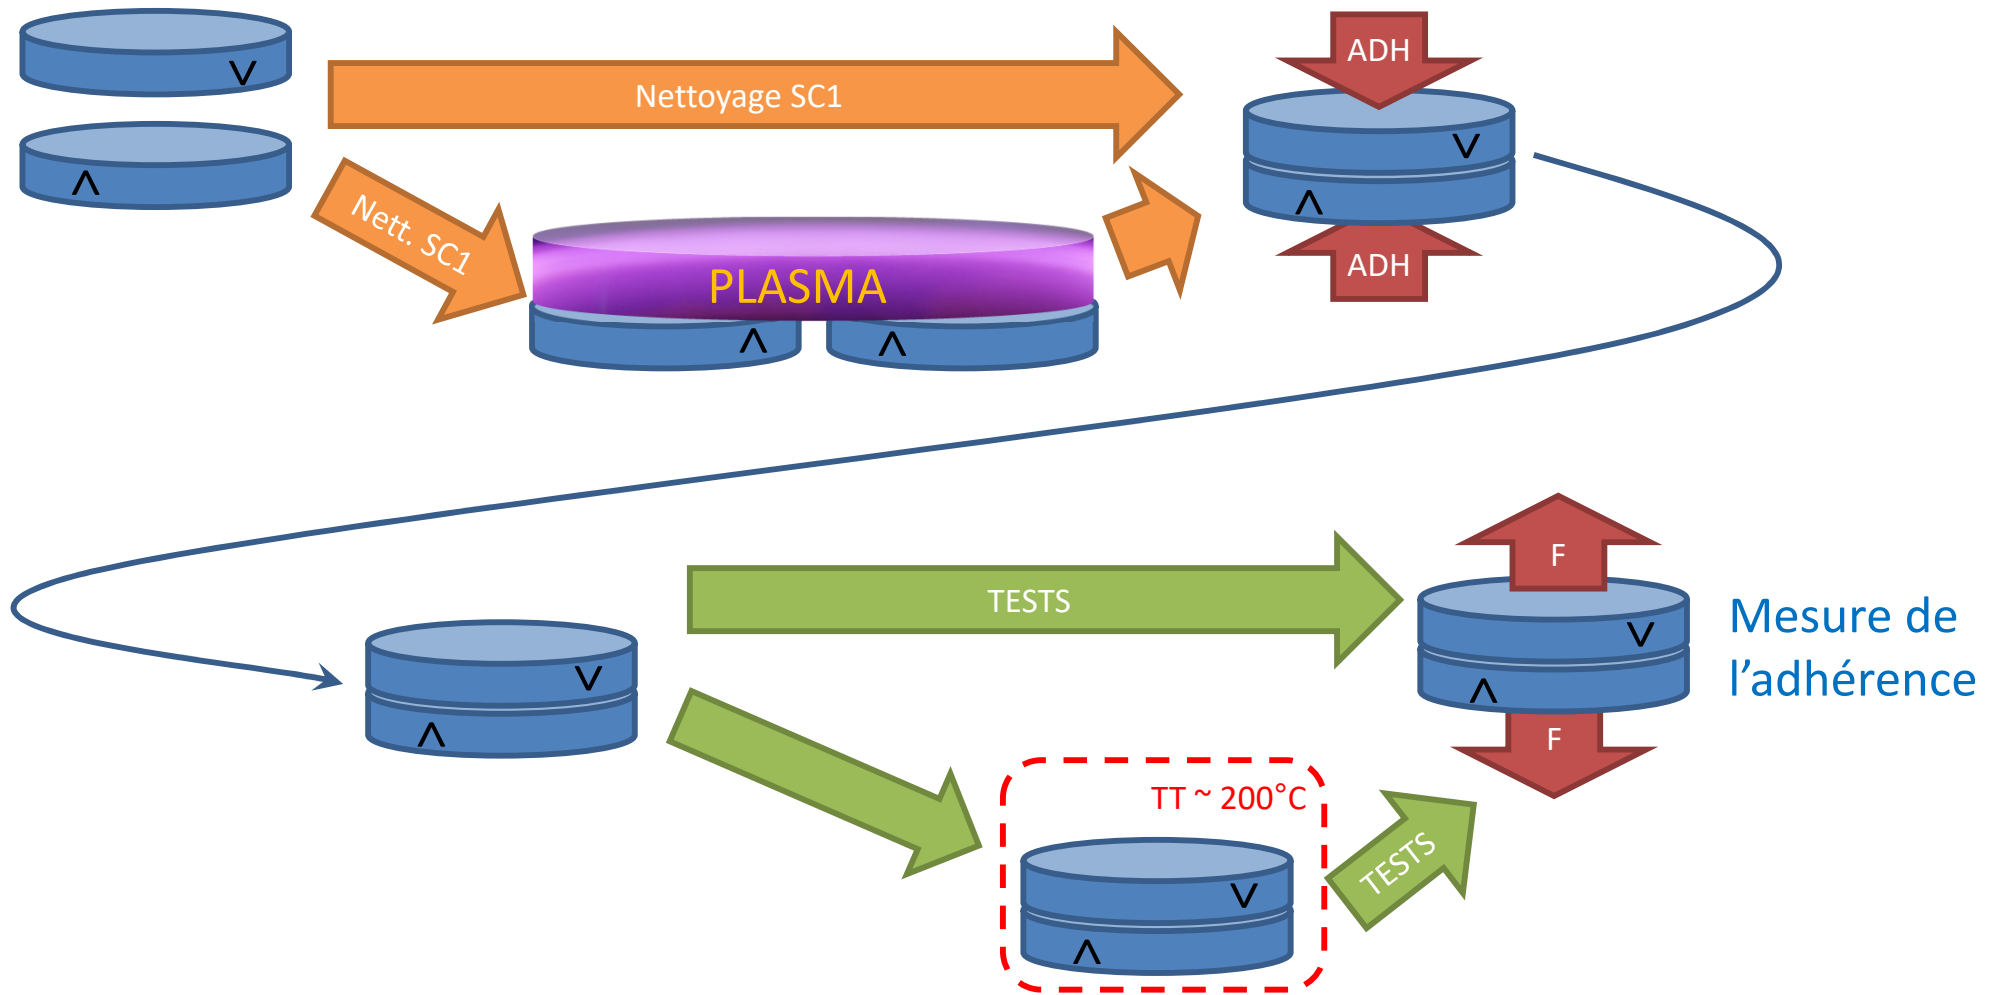 V
Λ
Nettoyage SC1
Nett. SC1
PLASMA
Λ
Λ
ADH
V
Λ
ADH
V
Λ
TESTS
F
V
Λ
F
Mesure de
l’adhérence
TT ~ 200°C
V
Λ
TESTS